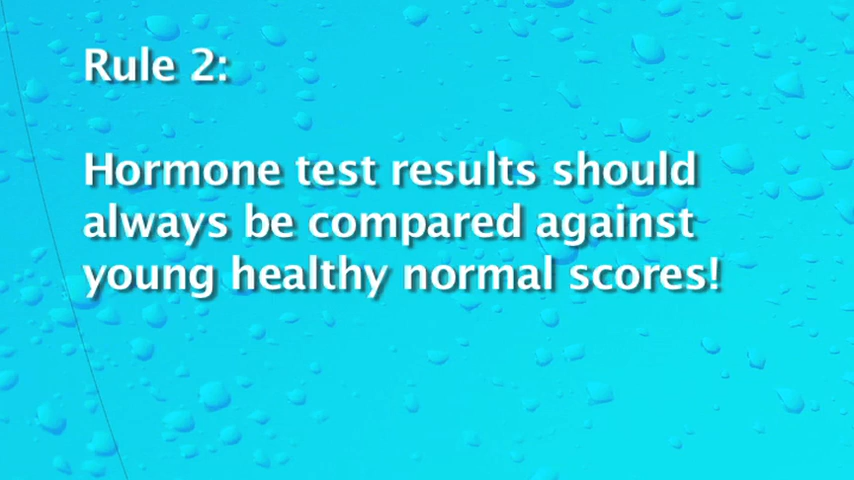 Rule 2:
Hormone test results should
always be compared against
young healthy normal scores!